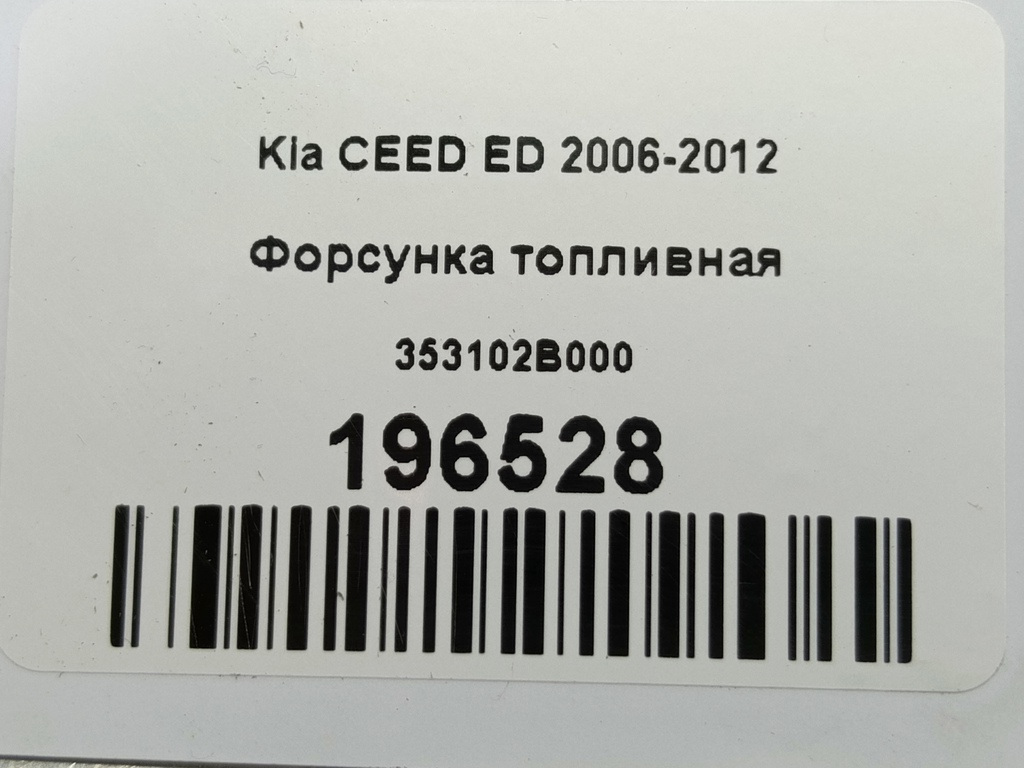 Kia CEED ED 2006-2012
Форсунка топливная
353102B000
196528